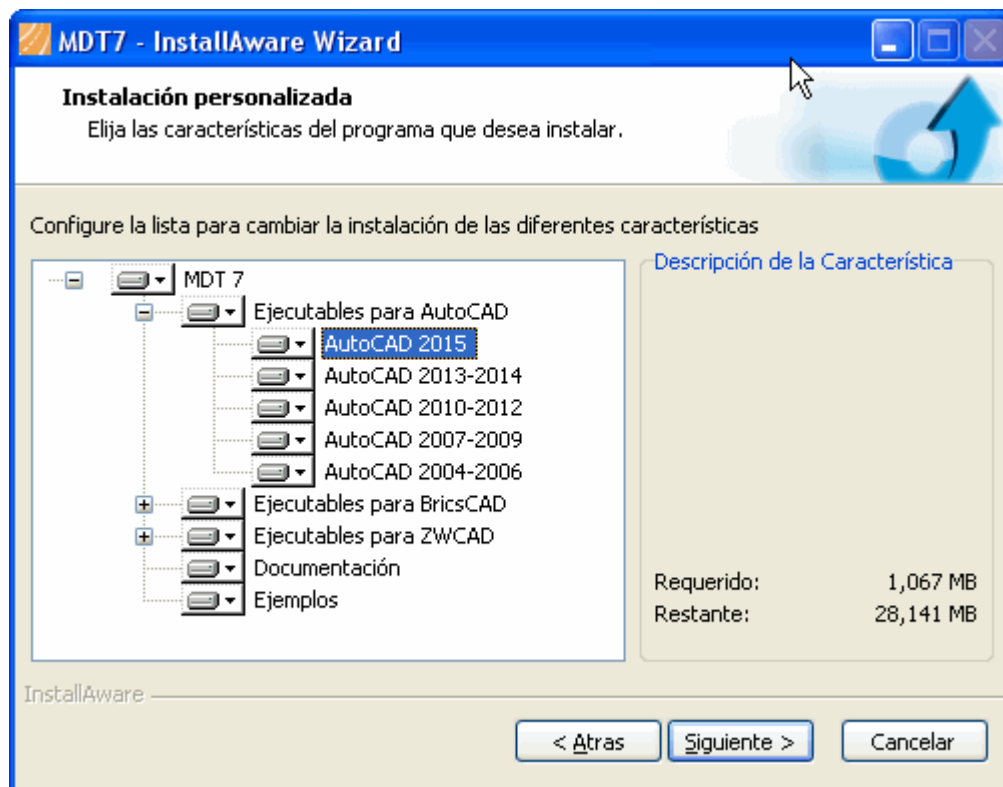 MDT7 - InstallAware Wizard
Instalación personalizada
Elija las características del programa que desea instalar.
Configure la lista para cambiar la instalación de las diferentes características
MDT 7
Ejecutables para AutoCAD
AutoCAD 2015
AutoCAD 2013-2014
AutoCAD 2010-2012
AutoCAD 2007-2009
AutoCAD 2004-2006
Ejecutables para BricsCAD
Ejecutables para ZWCAD
Documentación
Ejemplos
Descripción de la Característica
Requerido: 1,067 MB
Restante: 28,141 MB
InstallAware
< Atras
Siguiente >
Cancelar